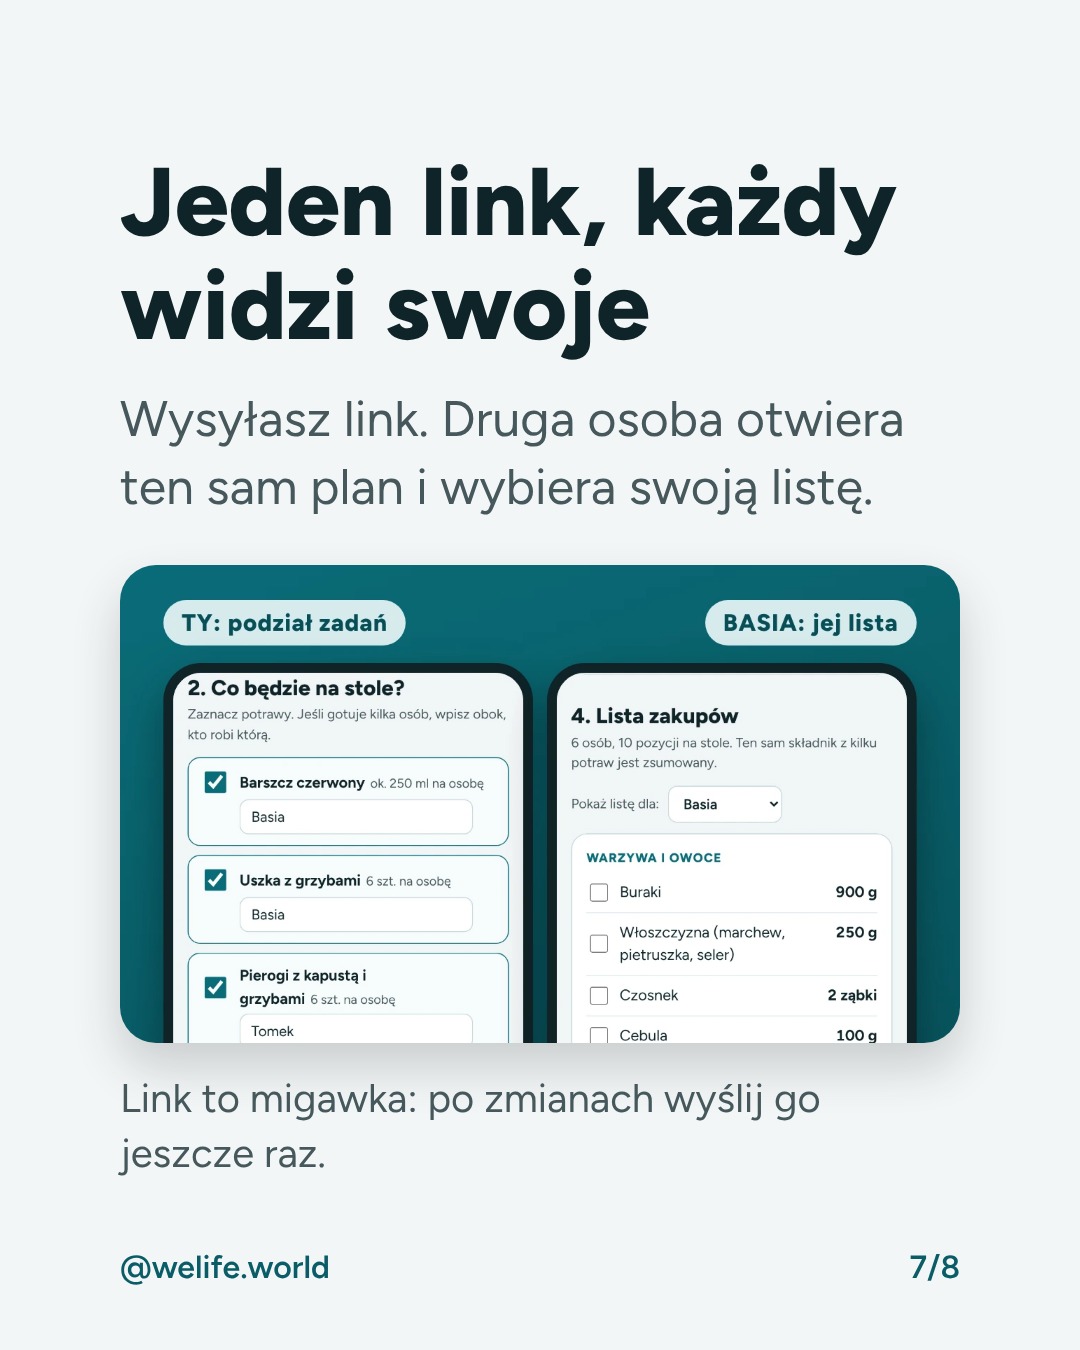 Jeden link, każdy
widzi swoje
Wysyłasz link. Druga osoba otwiera
ten sam plan i wybiera swoją listę.
TY: podział zadań
BASIA: jej lista
2. Co będzie na stole?
Zaznacz potrawy. Jeśli gotuje kilka osób, wpisz obok,
kto robi którą.
Barszcz czerwony ok. 250 ml na osobę
Basia
Uszka z grzybami 6 szt. na osobę
Basia
Pierogi z kapustą i
grzybami 6 szt. na osobę
Tomek
4. Lista zakupów
6 osób, 10 pozycji na stole. Ten sam składnik z kilku
potraw jest zsumowany.
Pokaż listę dla: Basia
WARZYWA I OWOCE
Buraki 900 g
Włoszczyzna (marchew, 250 g
pietruszka, seler)
Czosnek 2 ząbki
Cebula 100 g
Link to migawka: po zmianach wyślij go
jeszcze raz.
@welife.world 7/8